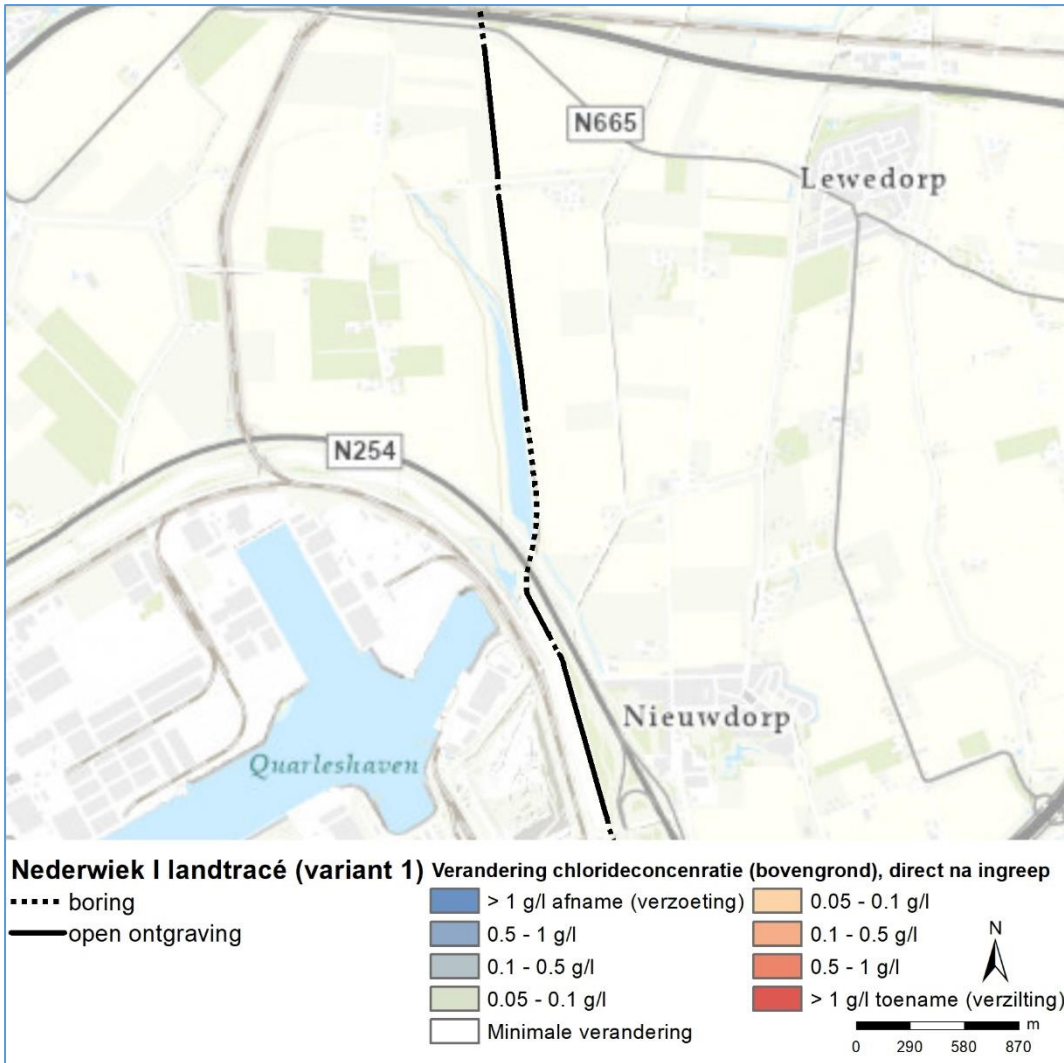 N665
Lewedorp
N254
Nieuwdorp
Quarleshaven
Nederwiek I landtracé (variant 1)
boring
open ontgraving
Verandering chlorideconcenratie (bovengrond), direct na ingreep
> 1 g/l afname (verzoeting)
0.5 - 1 g/l
0.1 - 0.5 g/l
0.05 - 0.1 g/l
Minimale verandering
0.05 - 0.1 g/l
0.1 - 0.5 g/l
0.5 - 1 g/l
> 1 g/l toename (verzilting)
N
m
0 290 580 870